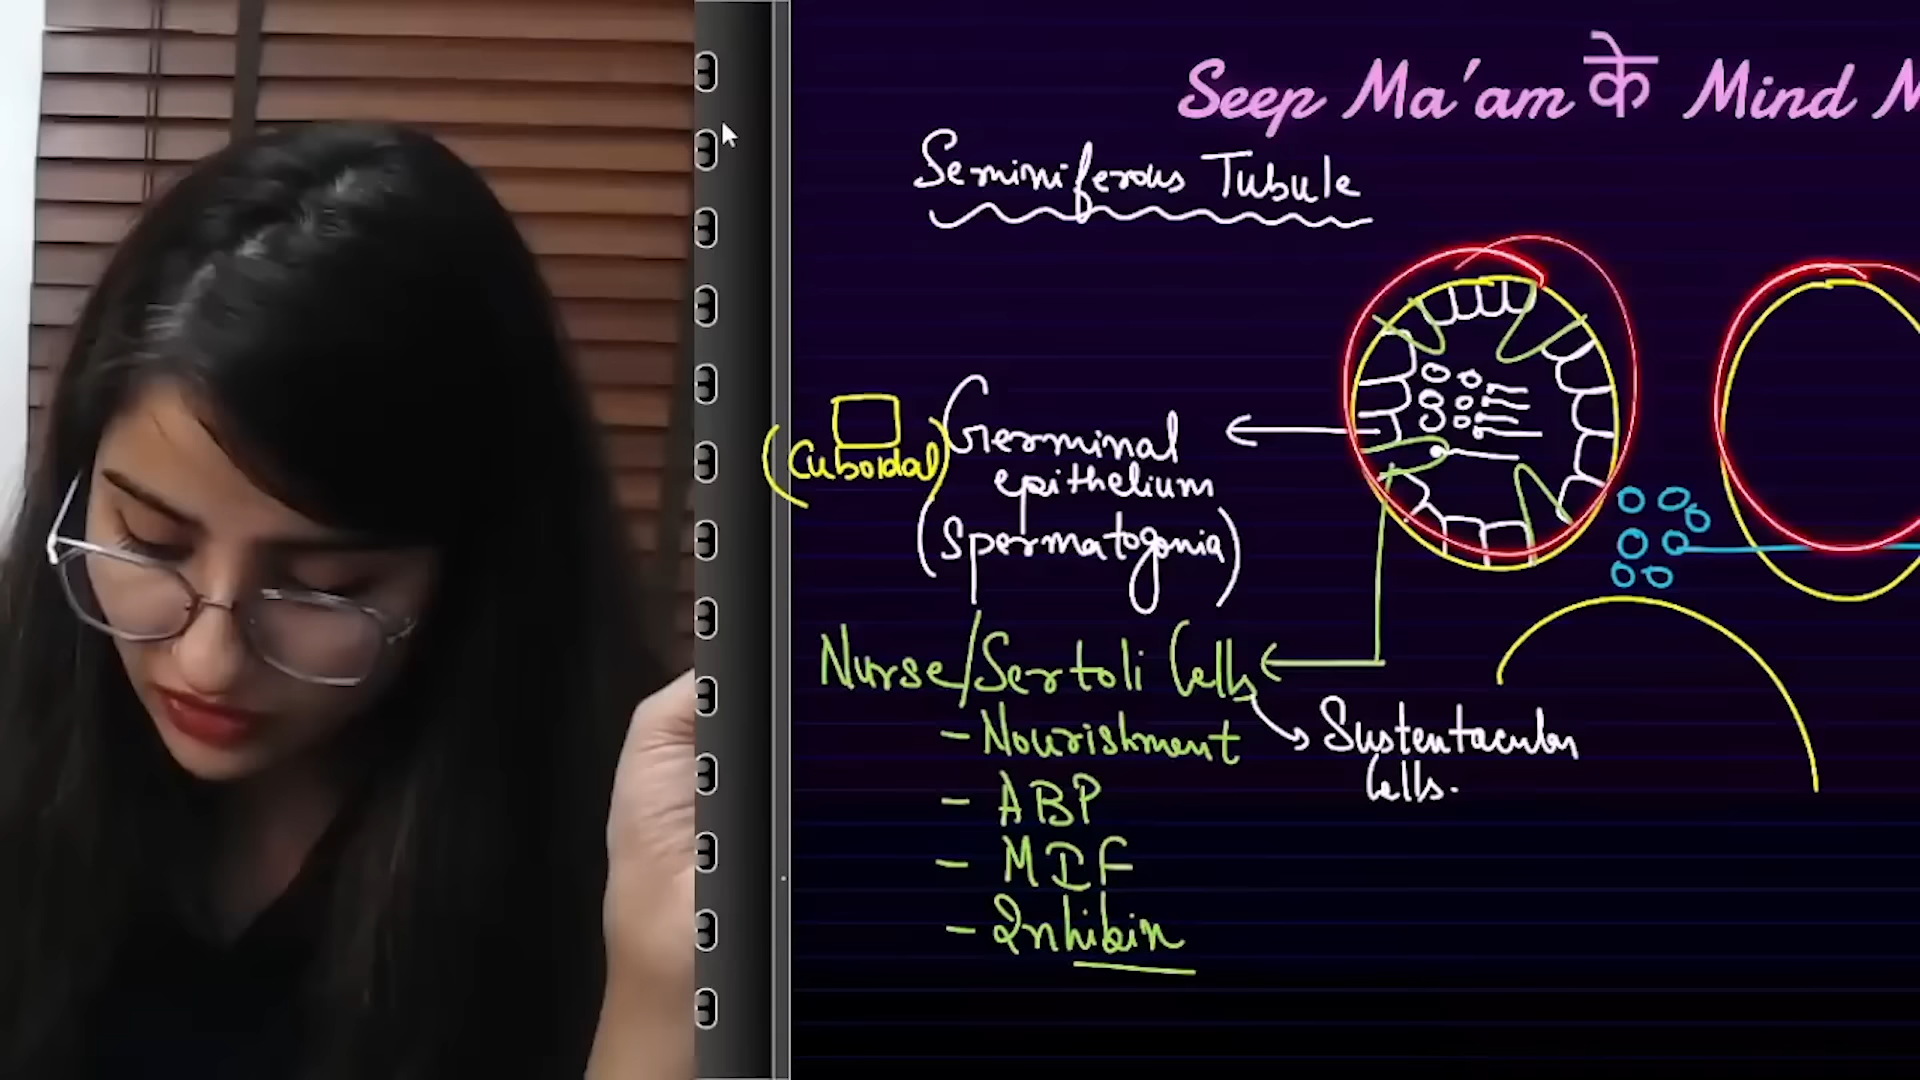 Seep Ma'am के Mind M
Seminiferous Tubule
(Cuboidal)
Germinal
epithelium
(Spermatogonia)
Nurse/Sertoli Cells
Sustentacular
Cells.
- Nourishment
- ABP
- MIF
- Inhibin